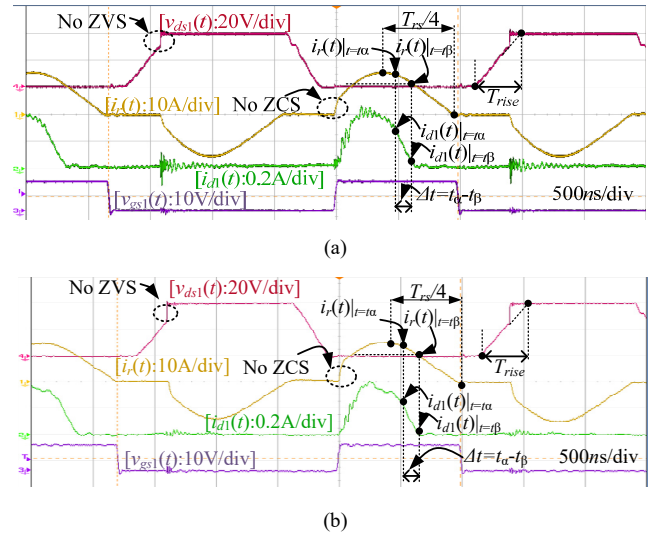 No ZVS
[vds1(t):20V/div]
Trs/4
ir(t)|t=tα
ir(t)|t=tβ
[ir(t):10A/div]
No ZCS
Trise
id1(t)|t=tα
id1(t)|t=tβ
[id1(t):0.2A/div]
[vgs1(t):10V/div]
Δt=tα-tβ
500ns/div
(a)
No ZVS
[vds1(t):20V/div]
Trs/4
ir(t)|t=tα
ir(t)|t=tβ
[ir(t):10A/div]
No ZCS
Trise
id1(t)|t=tα
id1(t)|t=tβ
[id1(t):0.2A/div]
[vgs1(t):10V/div]
Δt=tα-tβ
500ns/div
(b)